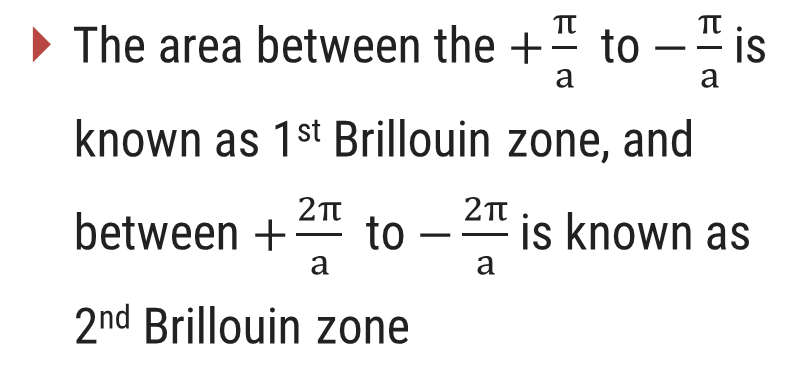 The area between the +π/a to −π/a is
known as 1st Brillouin zone, and
between +2π/a to −2π/a is known as
2nd Brillouin zone